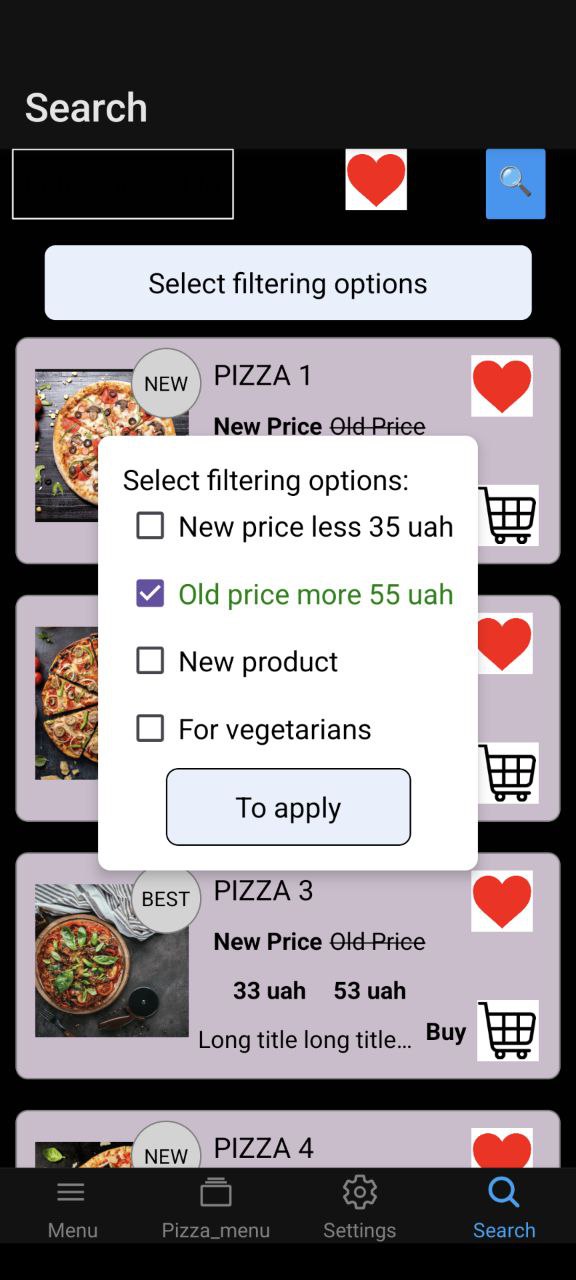 Search
Select filtering options
NEW
PIZZA 1
New Price Old Price
Select filtering options:
New price less 35 uah
Old price more 55 uah
New product
For vegetarians
To apply
BEST
PIZZA 3
New Price Old Price
33 uah 53 uah
Long title long title... Buy
NEW
PIZZA 4
Menu Pizza_menu Settings Search